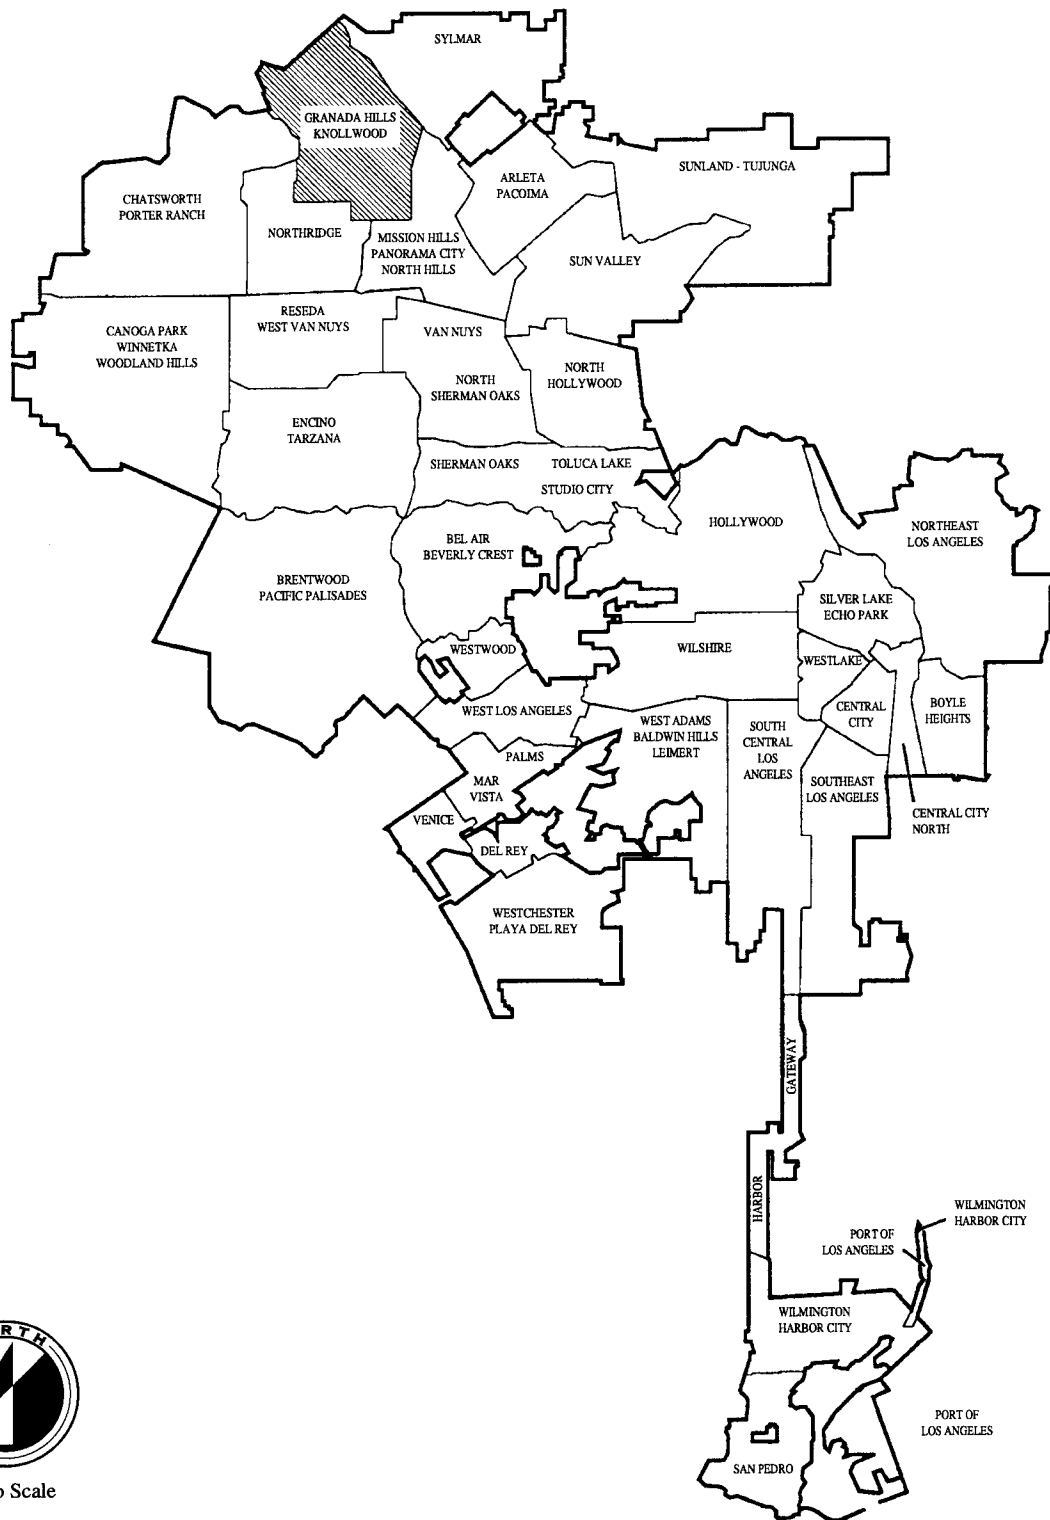 SYLMAR
GRANADA HILLS
KNOLLWOOD
SUNLAND - TUJUNGA
ARLETA
PACOIMA
CHATSWORTH
PORTER RANCH
NORTHRIDGE
MISSION HILLS
PANORAMA CITY
NORTH HILLS
SUN VALLEY
RESEDA
WEST VAN NUYS
CANOGA PARK
WINNETKA
WOODLAND HILLS
VAN NUYS
NORTH
SHERMAN OAKS
NORTH
HOLLYWOOD
ENCINO
TARZANA
SHERMAN OAKS
TOLUCA LAKE
STUDIO CITY
HOLLYWOOD
NORTHEAST
LOS ANGELES
BEL AIR
BEVERLY CREST
BRENTWOOD
PACIFIC PALISADES
SILVER LAKE
ECHO PARK
WESTWOOD
WILSHIRE
WESTLAKE
WEST LOS ANGELES
WEST ADAMS
BALDWIN HILLS
LEIMERT
SOUTH
CENTRAL
LOS
ANGELES
CENTRAL
CITY
BOYLE
HEIGHTS
PALMS
MAR
VISTA
SOUTHEAST
LOS ANGELES
VENICE
CENTRAL CITY
NORTH
DEL REY
WESTCHESTER
PLAYA DEL REY
GATEWAY
HARBOR
WILMINGTON
HARBOR CITY
PORT OF
LOS ANGELES
WILMINGTON
HARBOR CITY
PORT OF
LOS ANGELES
SAN PEDRO
RTH
Scale